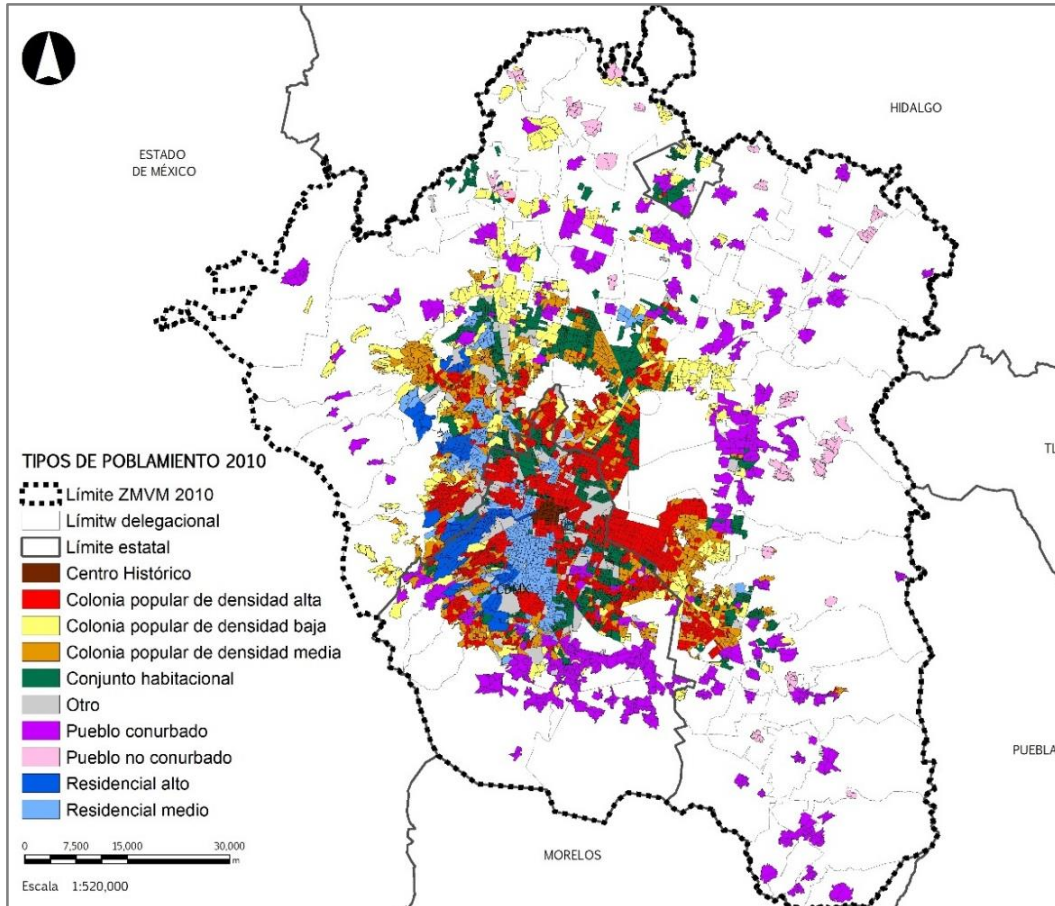 HIDALGO
ESTADO
DE MÉXICO
TL
TIPOS DE POBLAMIENTO 2010
Límite ZMVM 2010
Límitw delegacional
Límite estatal
Centro Histórico
Colonia popular de densidad alta
Colonia popular de densidad baja
Colonia popular de densidad media
Conjunto habitacional
Otro
Pueblo conurbado
Pueblo no conurbado
Residencial alto
Residencial medio
CDMX
PUEBLA
0 7,500 15,000 30,000
m
Escala 1:520,000
MORELOS